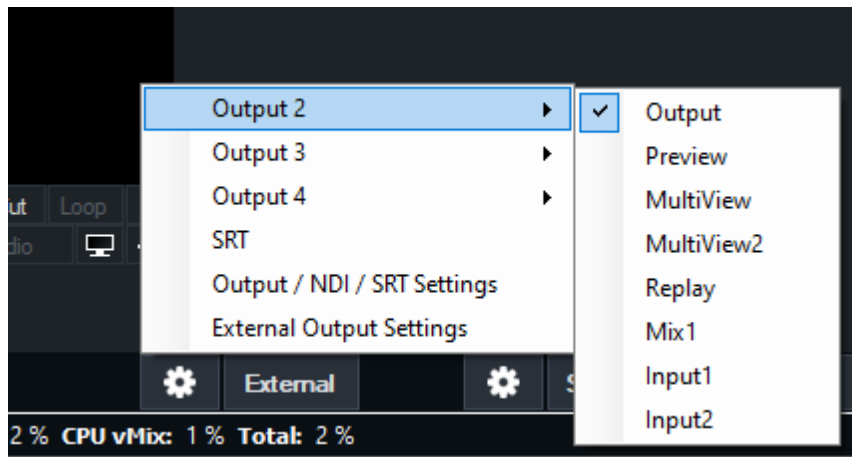 Output 2
Output 3
Output 4
SRT
Output / NDI / SRT Settings
External Output Settings
Output
Preview
MultiView
MultiView2
Replay
Mix1
Input1
Input2
Loop
External
2 % CPU vMix: 1 % Total: 2 %